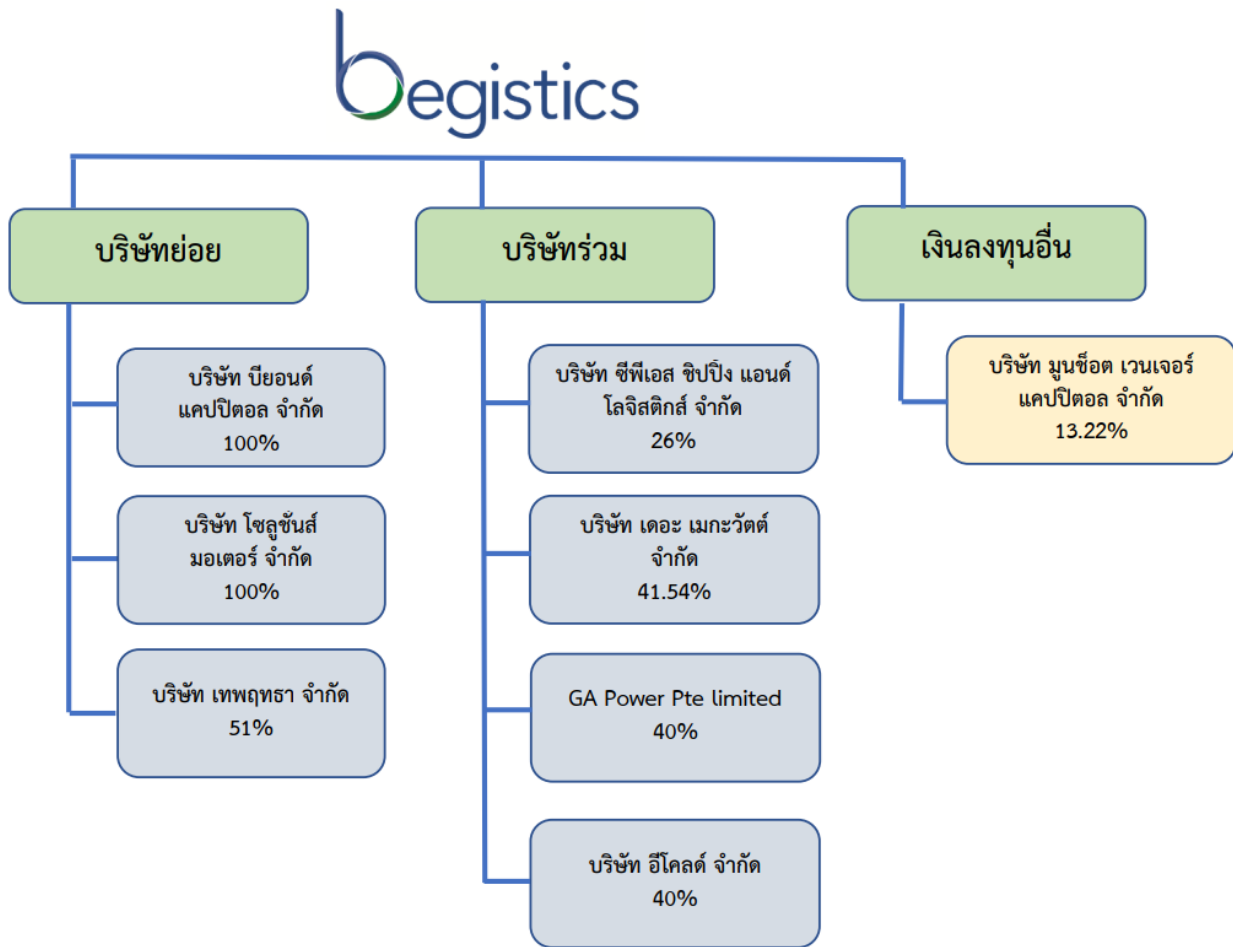 begistics
บริษัทย่อย
บริษัท บียอนด์
แคปปิตอล จำกัด
100%
บริษัท โซลูชั่นส์
มอเตอร์ จำกัด
100%
บริษัท เทพฤทธา จำกัด
51%
บริษัทร่วม
บริษัท ซีพีเอส ชิปปิ้ง แอนด์
โลจิสติกส์ จำกัด
26%
บริษัท เดอะ เมกะวัตต์
จำกัด
41.54%
GA Power Pte limited
40%
บริษัท อีโคลด์ จำกัด
40%
เงินลงทุนอื่น
บริษัท มูนช็อต เวนเจอร์
แคปปิตอล จำกัด
13.22%